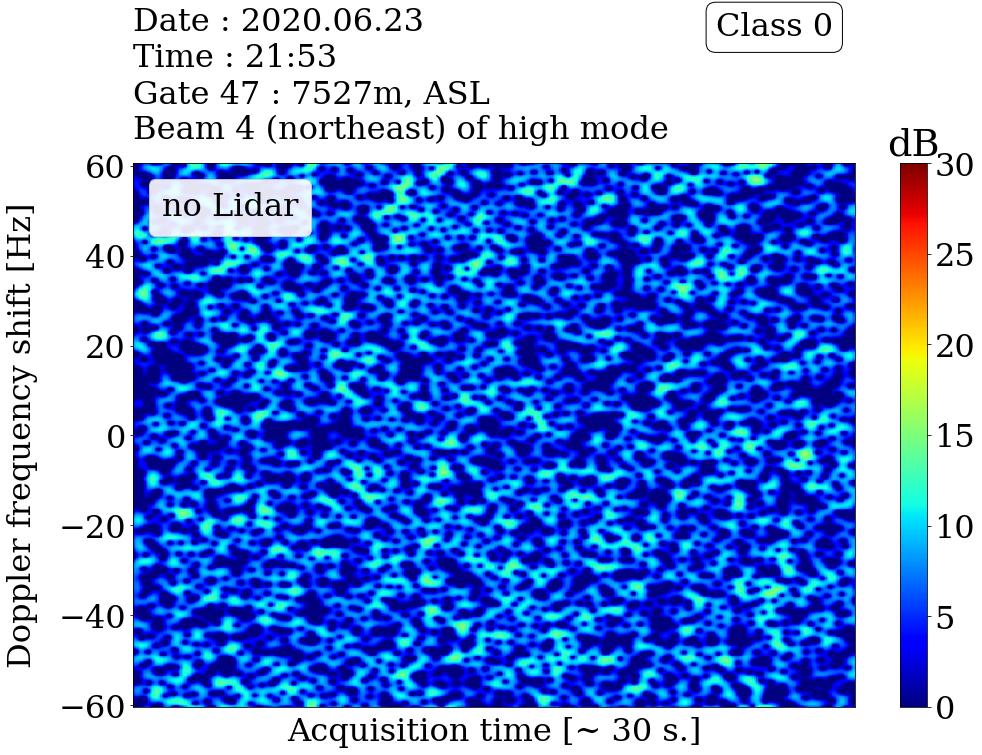 Date : 2020.06.23
Time : 21:53
Gate 47 : 7527m, ASL
Beam 4 (northeast) of high mode
Class 0
dB
no Lidar
Doppler frequency shift [Hz]
60
40
20
0
−20
−40
−60
30
25
20
15
10
5
0
Acquisition time [~ 30 s.]